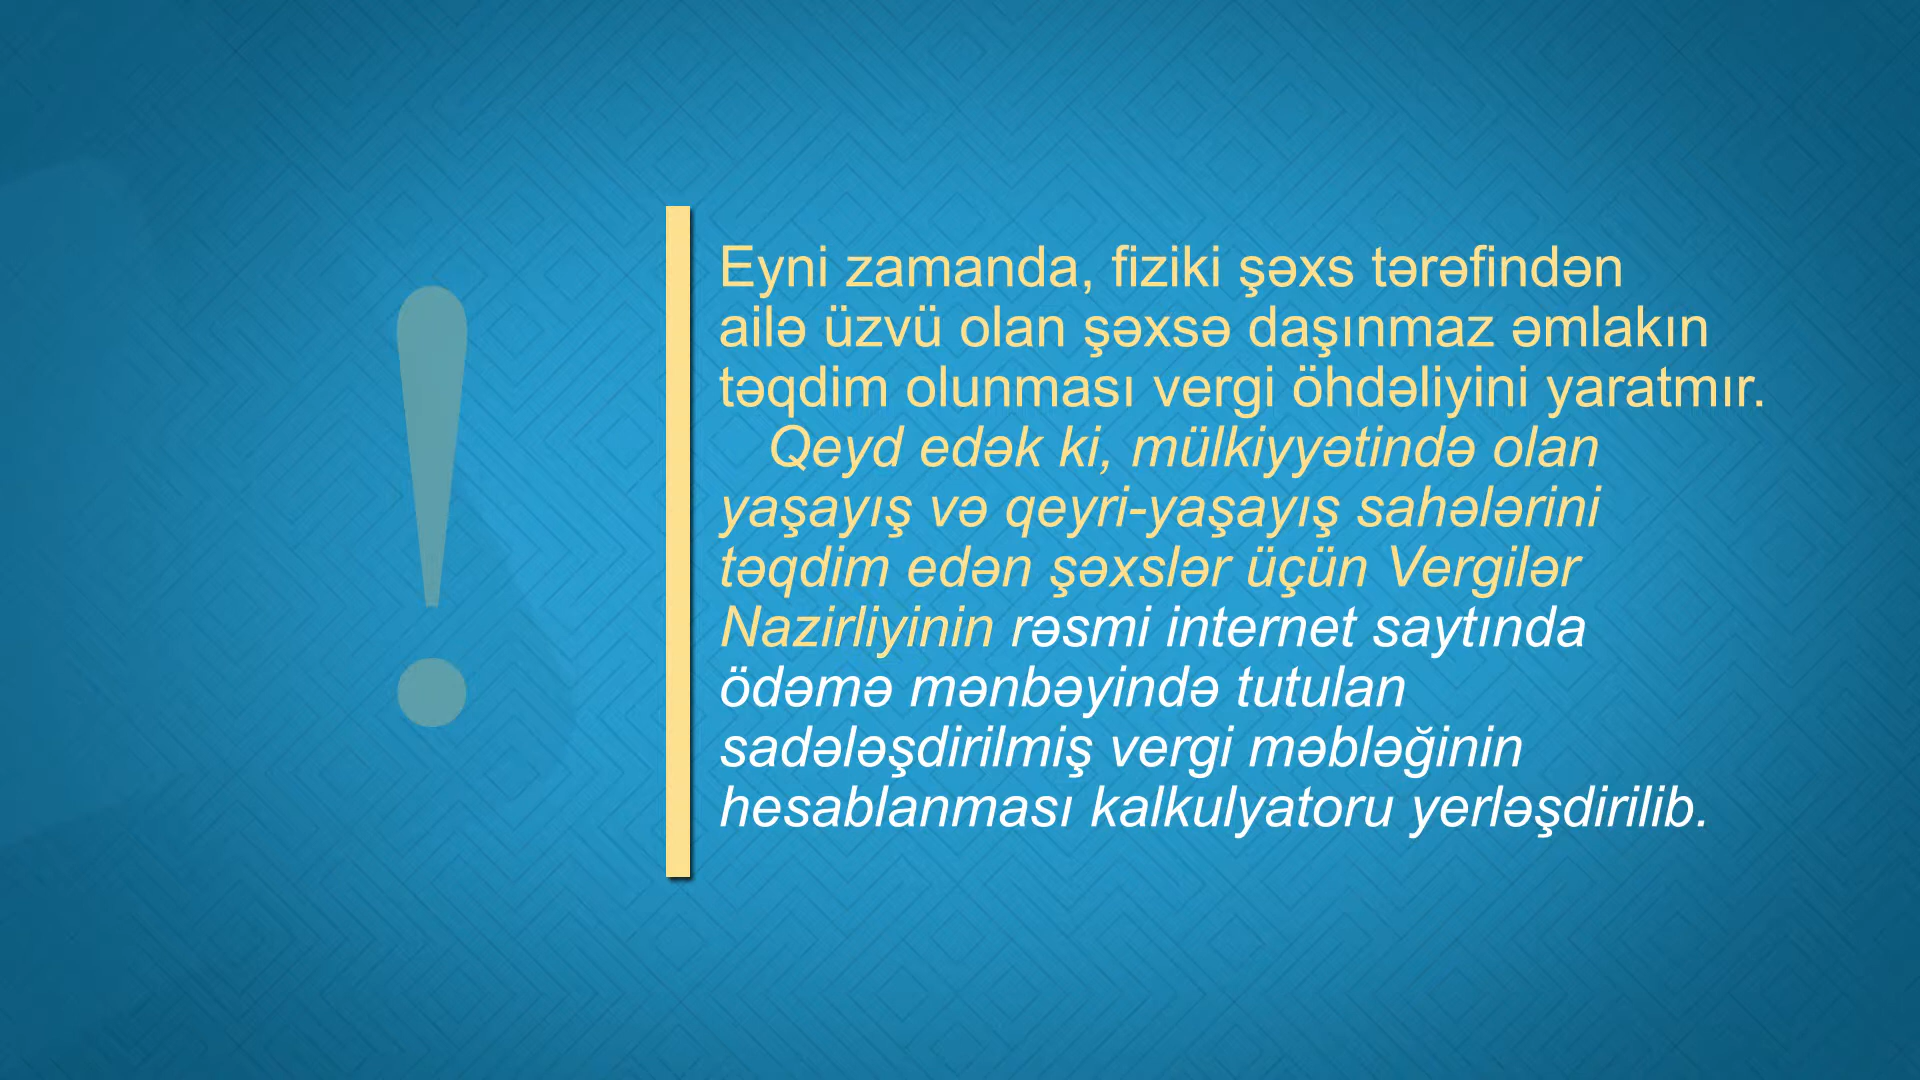 Eyni zamanda, fiziki şəxs tərəfindən
ailə üzvü olan şəxsə daşınmaz əmlakın
təqdim olunması vergi öhdəliyini yaratmır.
Qeyd edək ki, mülkiyyətində olan
yaşayış və qeyri-yaşayış sahələrini
təqdim edən şəxslər üçün Vergilər
Nazirliyinin rəsmi internet saytında
ödəmə mənbəyində tutulan
sadələşdirilmiş vergi məbləğinin
hesablanması kalkulyatoru yerləşdirilib.